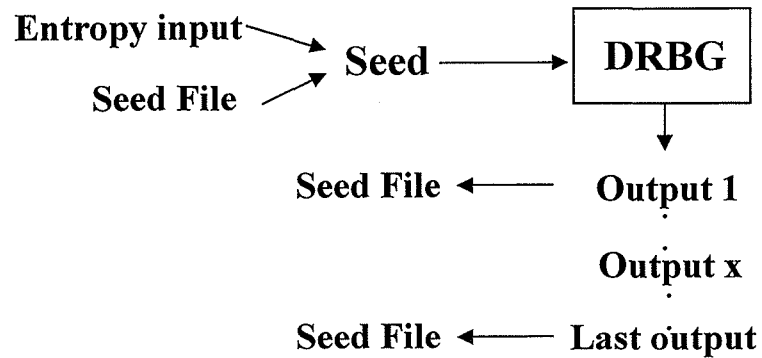 Entropy input
Seed
DRBG
Seed File
Seed File
Output 1
Output x
Seed File
Last output